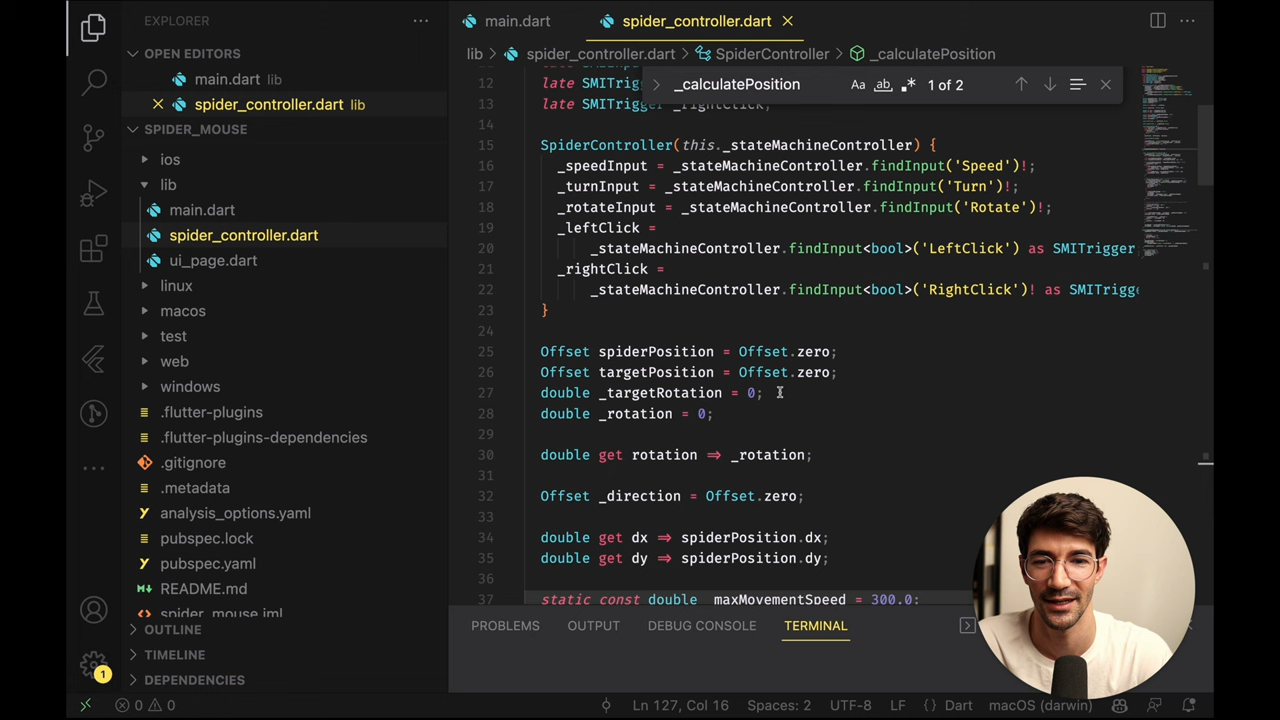 EXPLORER
OPEN EDITORS
main.dart lib
spider_controller.dart lib
SPIDER_MOUSE
ios
lib
main.dart
spider_controller.dart
ui_page.dart
linux
macos
test
web
windows
.flutter-plugins
.flutter-plugins-dependencies
.gitignore
.metadata
analysis_options.yaml
pubspec.lock
pubspec.yaml
README.md
spider_mouse.iml
OUTLINE
TIMELINE
DEPENDENCIES
1
main.dart
spider_controller.dart
lib > spider_controller.dart > SpiderController > _calculatePosition
_calculatePosition Aa ab .* 1 of 2
12 late SMITrigger
13 late SMITrigger _rightClick;
14
15 SpiderController(this._stateMachineController) {
16 _speedInput = _stateMachineController.findInput('Speed')!;
17 _turnInput = _stateMachineController.findInput('Turn')!;
18 _rotateInput = _stateMachineController.findInput('Rotate')!;
19 _leftClick =
20 _stateMachineController.findInput<bool>('LeftClick') as SMITrigger
21 _rightClick =
22 _stateMachineController.findInput<bool>('RightClick')! as SMITrigge
23 }
24
25 Offset spiderPosition = Offset.zero;
26 Offset targetPosition = Offset.zero;
27 double _targetRotation = 0;
28 double _rotation = 0;
29
30 double get rotation => _rotation;
31
32 Offset _direction = Offset.zero;
33
34 double get dx => spiderPosition.dx;
35 double get dy => spiderPosition.dy;
36
37 static const double _maxMovementSpeed = 300.0;
PROBLEMS OUTPUT DEBUG CONSOLE TERMINAL
0 0 Ln 127, Col 16 Spaces: 2 UTF-8 LF {} Dart macOS (darwin)